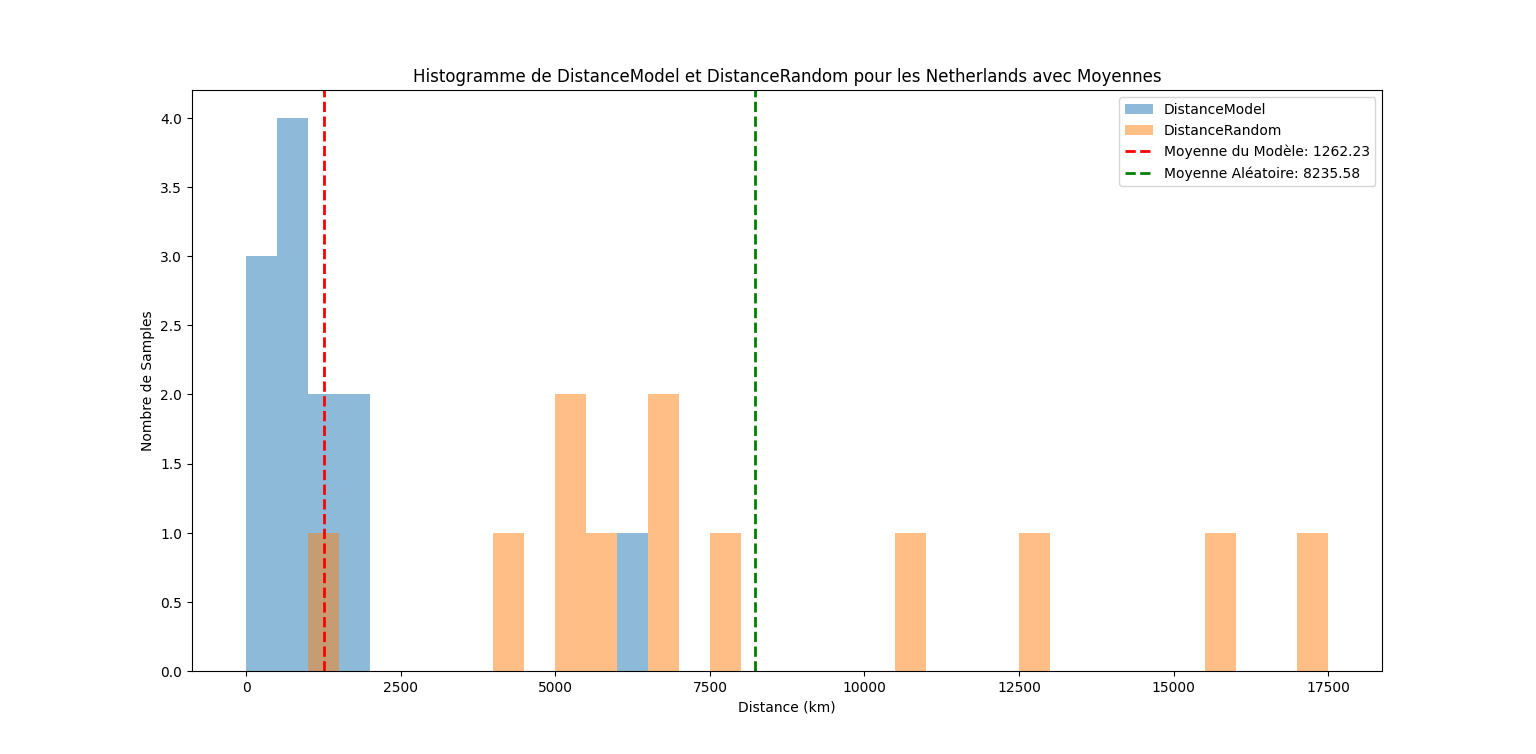 Histogramme de DistanceModel et DistanceRandom pour les Netherlands avec Moyennes
DistanceModel
DistanceRandom
Moyenne du Modèle: 1262.23
Moyenne Aléatoire: 8235.58
Nombre de Samples
4.0
3.5
3.0
2.5
2.0
1.5
1.0
0.5
0.0
0
2500
5000
7500
10000
12500
15000
17500
Distance (km)